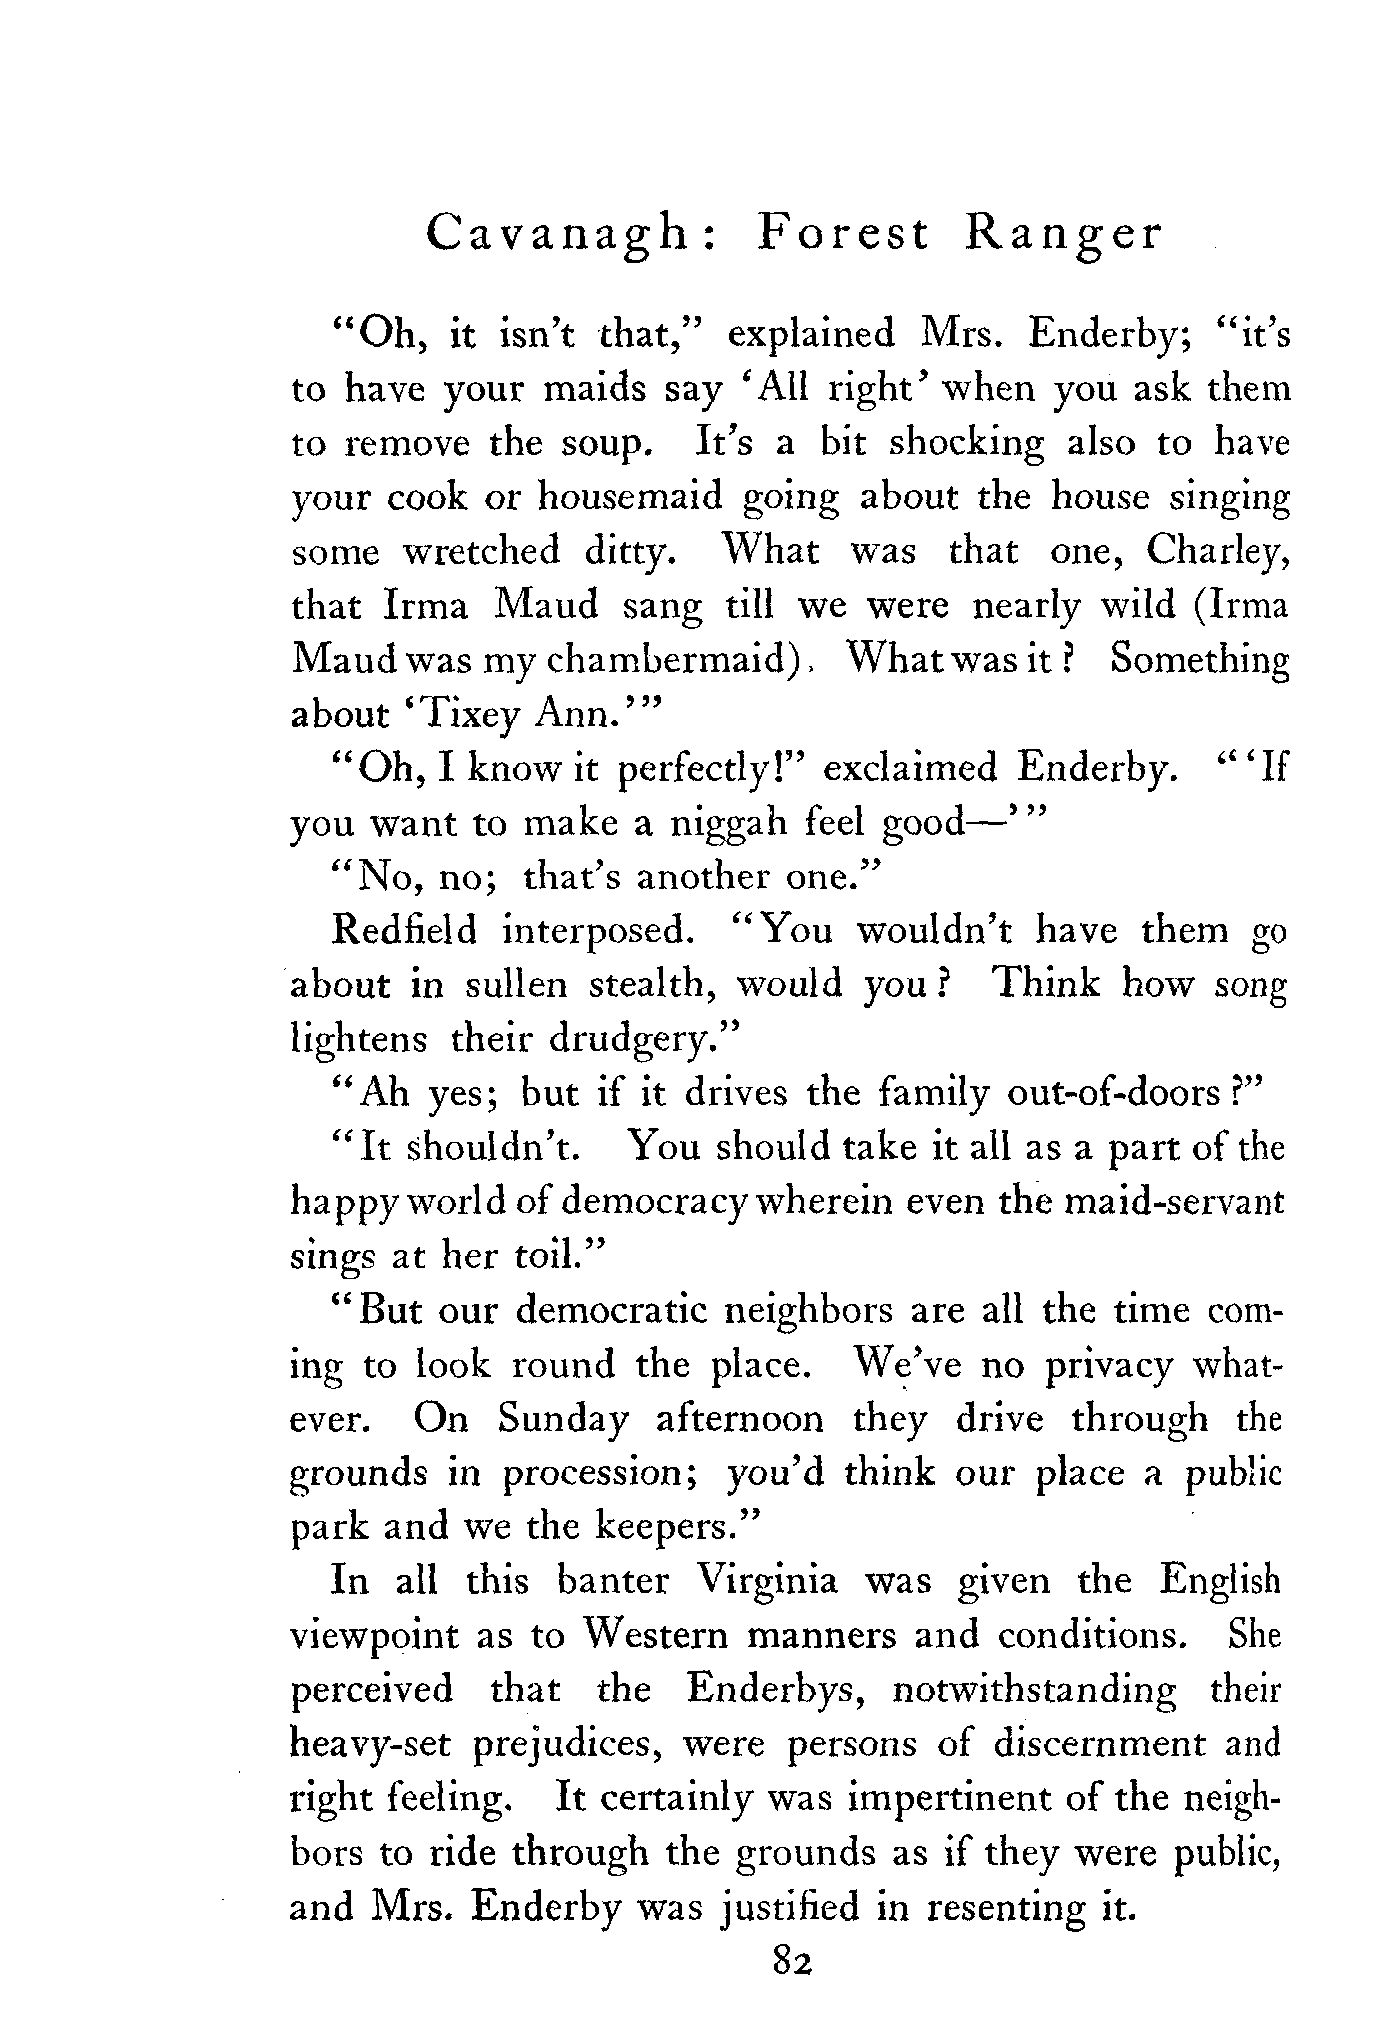 Cavanagh: Forest Ranger
"Oh, it isn't that," explained Mrs. Enderby; "it's
to have your maids say 'All right' when you ask them
to remove the soup. It's a bit shocking also to have
your cook or housemaid going about the house singing
some wretched ditty. What was that one, Charley,
that Irma Maud sang till we were nearly wild (Irma
Maud was my chambermaid). What was it? Something
about 'Tixey Ann.'"
"Oh, I know it perfectly!" exclaimed Enderby. "'If
you want to make a niggah feel good—'"
"No, no; that's another one."
Redfield interposed. "You wouldn't have them go
about in sullen stealth, would you? Think how song
lightens their drudgery."
"Ah yes; but if it drives the family out-of-doors?"
"It shouldn't. You should take it all as a part of the
happy world of democracy wherein even the maid-servant
sings at her toil."
"But our democratic neighbors are all the time com-
ing to look round the place. We've no privacy what-
ever. On Sunday afternoon they drive through the
grounds in procession; you'd think our place a public
park and we the keepers."
In all this banter Virginia was given the English
viewpoint as to Western manners and conditions. She
perceived that the Enderbys, notwithstanding their
heavy-set prejudices, were persons of discernment and
right feeling. It certainly was impertinent of the neigh-
bors to ride through the grounds as if they were public,
and Mrs. Enderby was justified in resenting it.
82